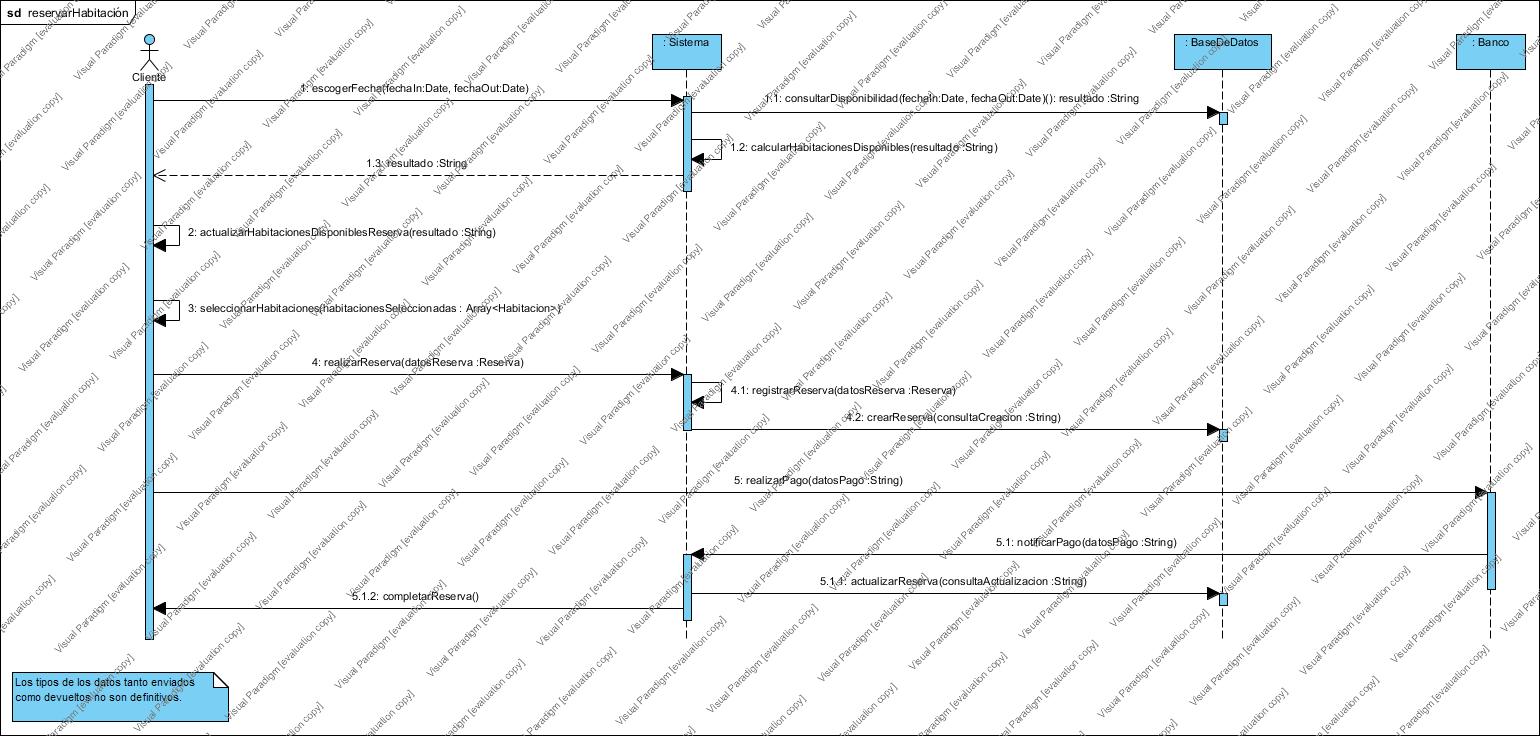 sd reservarHabitación
Cliente
: Sistema
: BaseDeDatos
: Banco
1: escogerFecha(fechaIn:Date, fechaOut:Date)
1.1: consultarDisponibilidad(fechaIn:Date, fechaOut:Date)(): resultado :String
1.2: calcularHabitacionesDisponibles(resultado :String)
1.3: resultado :String
2: actualizarHabitacionesDisponiblesReserva(resultado :String)
3: seleccionarHabitaciones(habitacionesSeleccionadas : Array<Habitacion>)
4: realizarReserva(datosReserva :Reserva)
4.1: registrarReserva(datosReserva :Reserva)
4.2: crearReserva(consultaCreacion :String)
5: realizarPago(datosPago :String)
5.1: notificarPago(datosPago :String)
5.1.1: actualizarReserva(consultaActualizacion :String)
5.1.2: completarReserva()
Los tipos de los datos tanto enviados
como devueltos no son definitivos.
Visual Paradigm [evaluation copy]